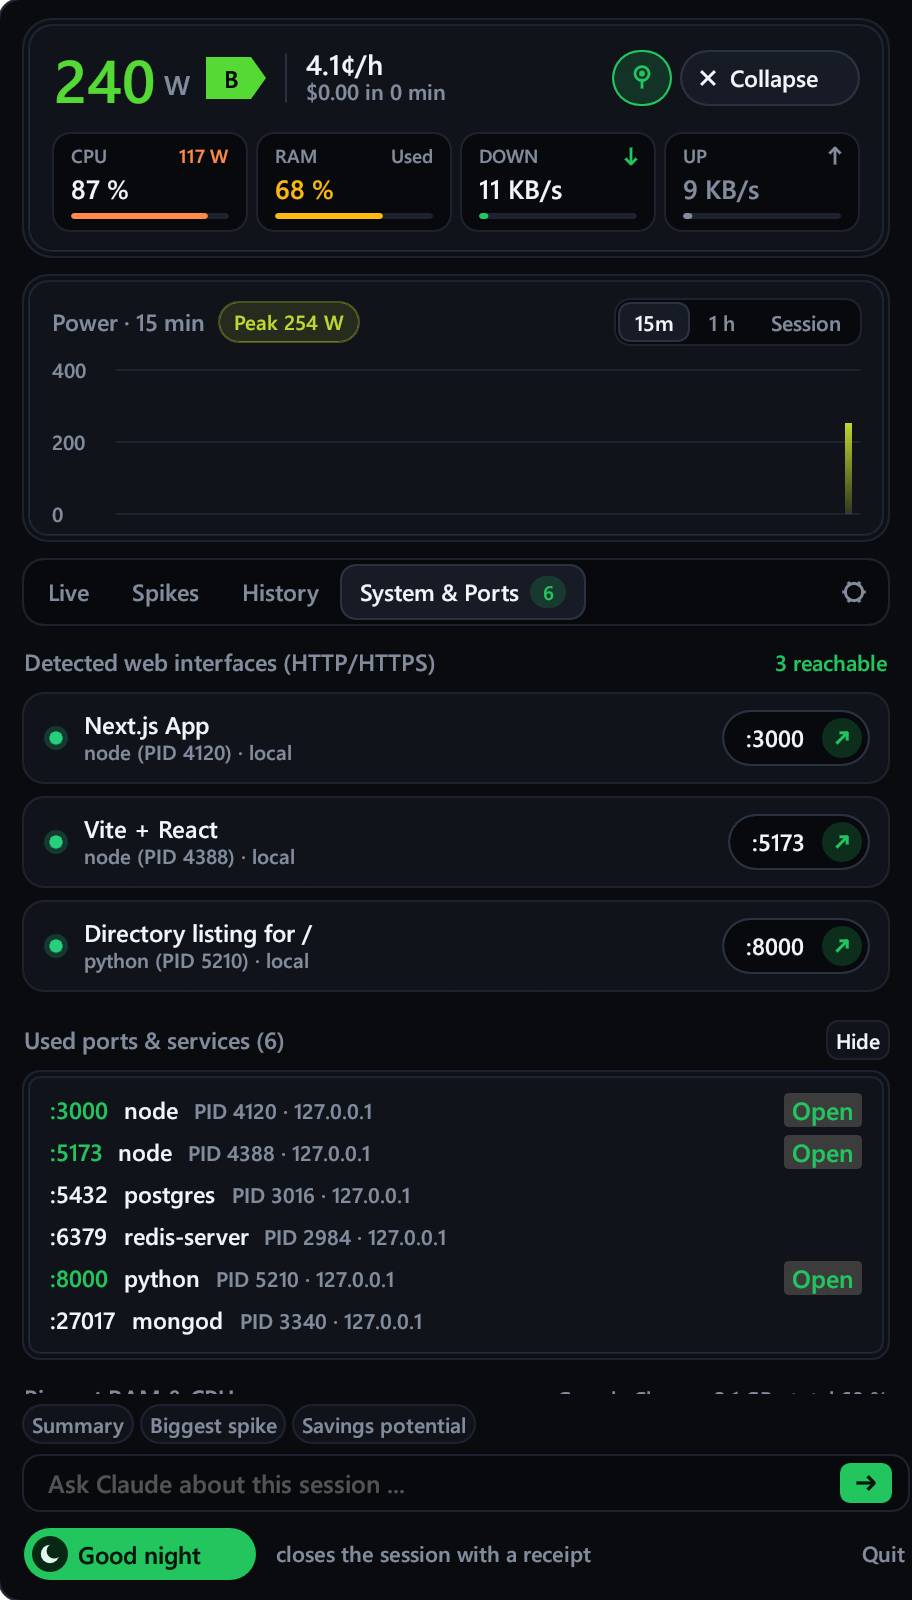 240 W B 4.1¢/h
$0.00 in 0 min
Collapse
CPU 117 W
87 %
RAM Used
68 %
DOWN
11 KB/s
UP
9 KB/s
Power · 15 min Peak 254 W 15m 1 h Session
400
200
0
Live Spikes History System & Ports 6
Detected web interfaces (HTTP/HTTPS) 3 reachable
Next.js App
node (PID 4120) · local
:3000
Vite + React
node (PID 4388) · local
:5173
Directory listing for /
python (PID 5210) · local
:8000
Used ports & services (6) Hide
:3000 node PID 4120 · 127.0.0.1 Open
:5173 node PID 4388 · 127.0.0.1 Open
:5432 postgres PID 3016 · 127.0.0.1
:6379 redis-server PID 2984 · 127.0.0.1
:8000 python PID 5210 · 127.0.0.1 Open
:27017 mongod PID 3340 · 127.0.0.1
Summary Biggest spike Savings potential
Ask Claude about this session ...
Good night closes the session with a receipt Quit